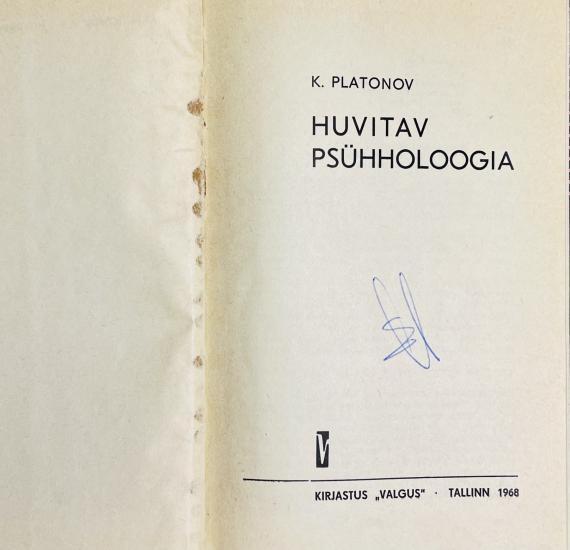 K. PLATONOV
HUVITAV
PSÜHHOLOOGIA
V
KIRJASTUS „VALGUS“ · TALLINN 1968